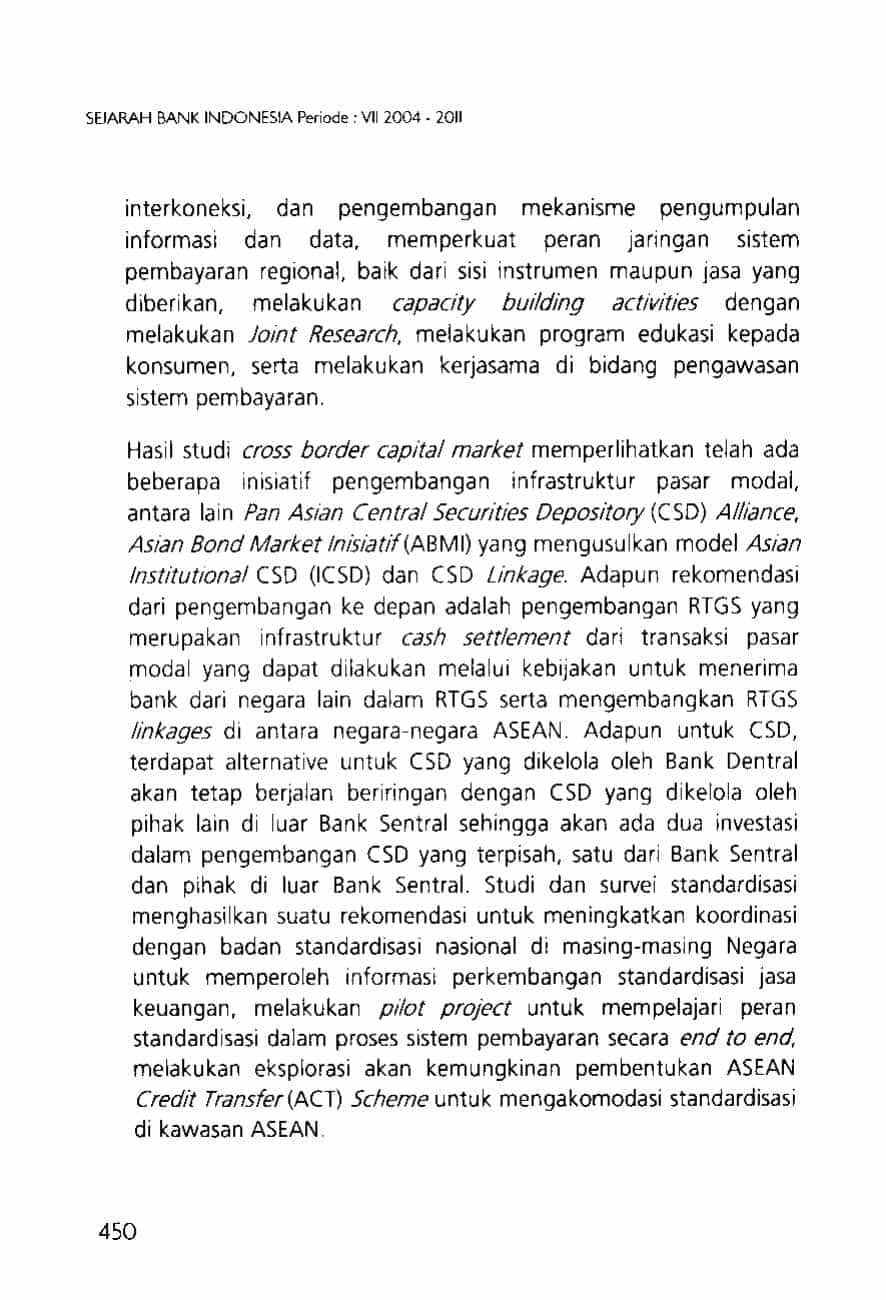 SEJARAH BANK INDONESIA Periode : VII 2004 - 2011
interkoneksi, dan pengembangan mekanisme pengumpulan
informasi dan data, memperkuat peran jaringan sistem
pembayaran regional, baik dari sisi instrumen maupun jasa yang
diberikan, melakukan capacity building activities dengan
melakukan Joint Research, melakukan program edukasi kepada
konsumen, serta melakukan kerjasama di bidang pengawasan
sistem pembayaran.
Hasil studi cross border capital market memperlihatkan telah ada
beberapa inisiatif pengembangan infrastruktur pasar modal,
antara lain Pan Asian Central Securities Depository (CSD) Alliance,
Asian Bond Market Inisiatif (ABMI) yang mengusulkan model Asian
Institutional CSD (ICSD) dan CSD Linkage. Adapun rekomendasi
dari pengembangan ke depan adalah pengembangan RTGS yang
merupakan infrastruktur cash settlement dari transaksi pasar
modal yang dapat dilakukan melalui kebijakan untuk menerima
bank dari negara lain dalam RTGS serta mengembangkan RTGS
linkages di antara negara-negara ASEAN. Adapun untuk CSD,
terdapat alternative untuk CSD yang dikelola oleh Bank Dentral
akan tetap berjalan beriringan dengan CSD yang dikelola oleh
pihak lain di luar Bank Sentral sehingga akan ada dua investasi
dalam pengembangan CSD yang terpisah, satu dari Bank Sentral
dan pihak di luar Bank Sentral. Studi dan survei standardisasi
menghasilkan suatu rekomendasi untuk meningkatkan koordinasi
dengan badan standardisasi nasional di masing-masing Negara
untuk memperoleh informasi perkembangan standardisasi jasa
keuangan, melakukan pilot project untuk mempelajari peran
standardisasi dalam proses sistem pembayaran secara end to end,
melakukan eksplorasi akan kemungkinan pembentukan ASEAN
Credit Transfer (ACT) Scheme untuk mengakomodasi standardisasi
di kawasan ASEAN.
450